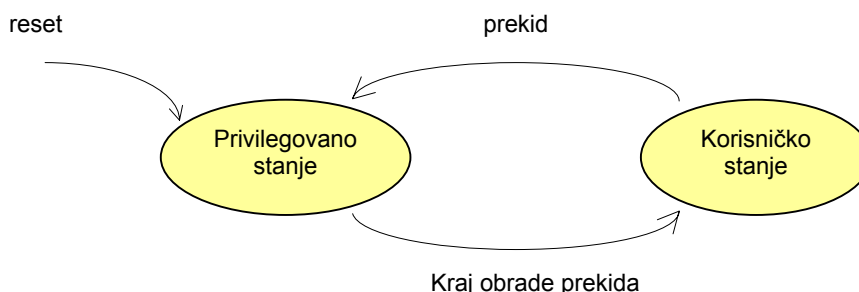 reset
prekid
Privilegovano
stanje
Korisničko
stanje
Kraj obrade prekida